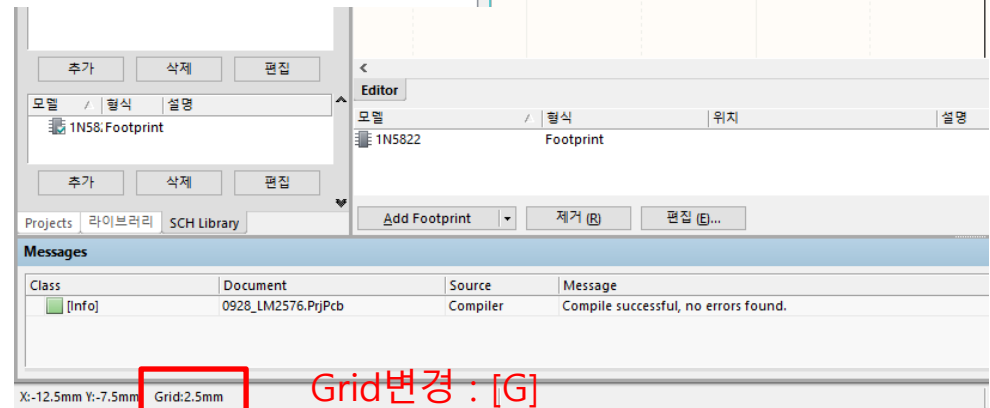 추가 삭제 편집
모델 형식 설명
1N58: Footprint
추가 삭제 편집
Projects 라이브러리 SCH Library
Editor
모델 형식 위치 설명
1N5822 Footprint
Add Footprint 제거 (R) 편집 (E)...
Messages
Class Document Source Message
[Info] 0928_LM2576.PrjPcb Compiler Compile successful, no errors found.
X:-12.5mm Y:-7.5mm Grid:2.5mm
Grid변경 : [G]